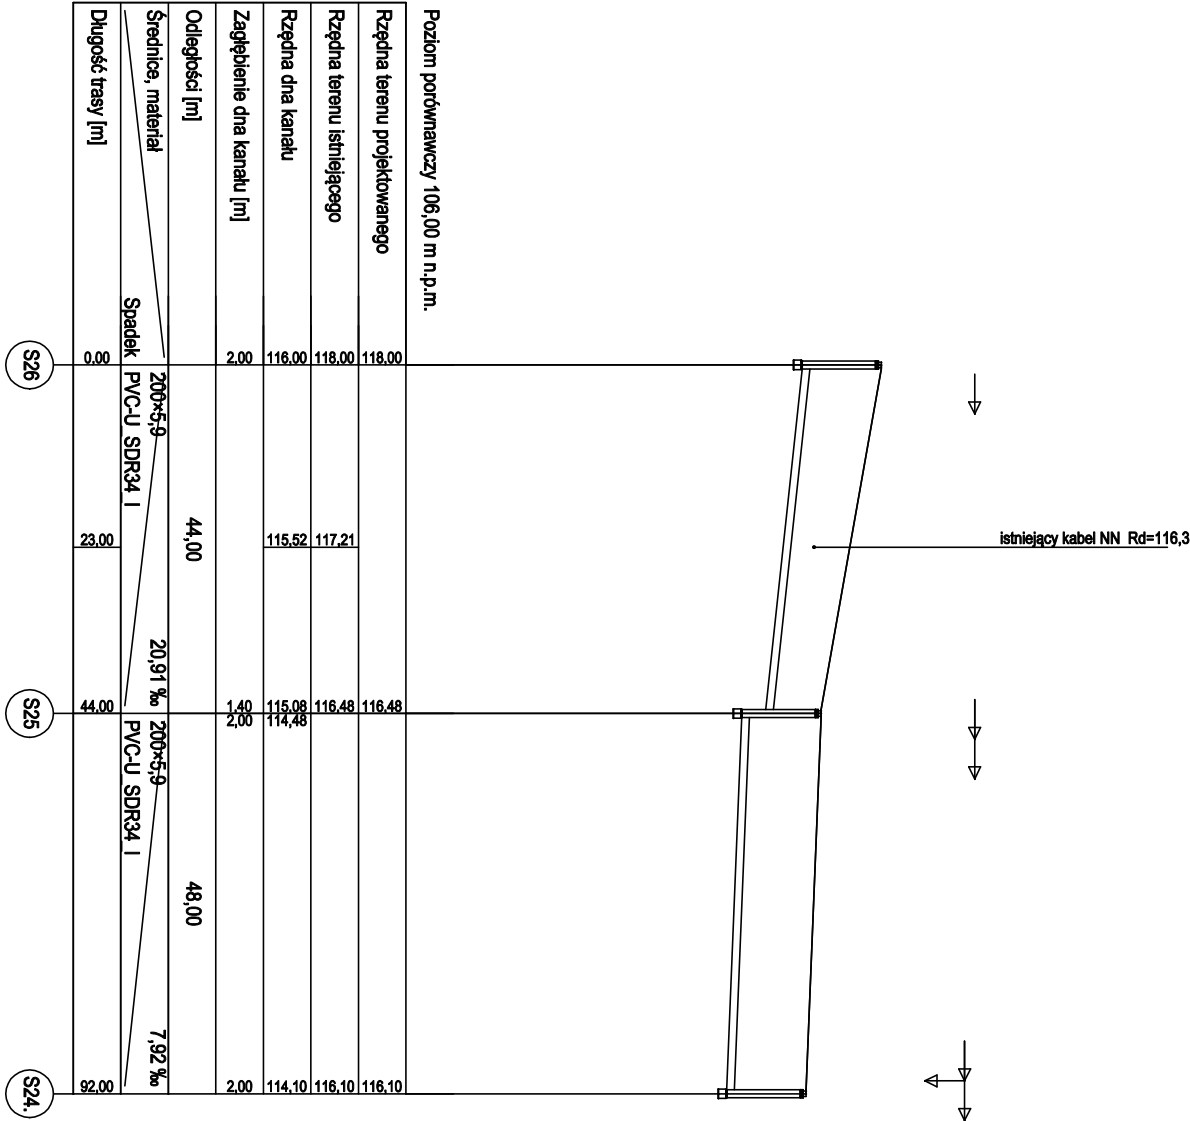 istniejący kabel NN Rd=116,3
Poziom porównawczy 106,00 m n.p.m.
Rzędna terenu projektowanego
118,00
116,48
116,10
Rzędna terenu istniejącego
118,00
117,21
116,48
116,10
Rzędna dna kanału
116,00
115,52
115,08
114,48
114,10
Zagłębienie dna kanału [m]
2,00
1,40
2,00
2,00
Odległości [m]
44,00
48,00
Średnice, materiał
Spadek
200×5,9
PVC-U SDR34 I
20,91 ‰
200×5,9
PVC-U SDR34 I
7,92 ‰
Długość trasy [m]
0,00
23,00
44,00
92,00
S26
S25
S24.